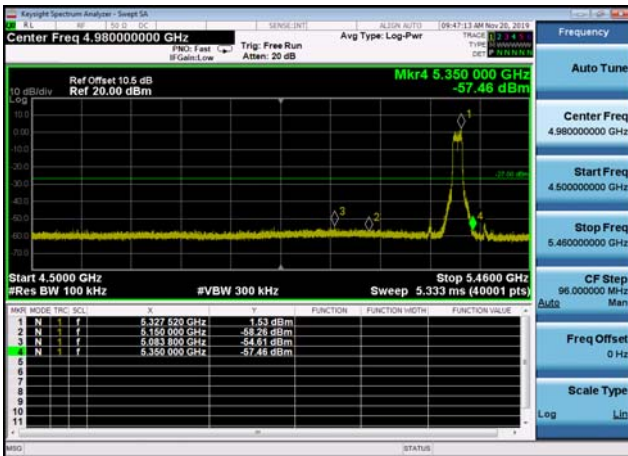 Keysight Spectrum Analyzer - Swept SA
RL RF 50 Ω DC SENSE:INT ALIGN AUTO 09:47:13 AM Nov 20, 2019
Center Freq 4.980000000 GHz
PNO: Fast
IFGain:Low
Trig: Free Run
Atten: 20 dB
Avg Type: Log-Pwr
TRACE 1 2 3 4 5 6
TYPE M WWWWW
DET P NNNNN
Ref Offset 10.5 dB
10 dB/div Ref 20.00 dBm
Log
Mkr4 5.350 000 GHz
-57.46 dBm
10.0
0.00
-10.0
-20.0
-27.00 dBm
-30.0
-40.0
-50.0
-60.0
-70.0
1
3
2
4
Start 4.5000 GHz Stop 5.4600 GHz
#Res BW 100 kHz #VBW 300 kHz Sweep 5.333 ms (40001 pts)
MKR MODE TRC SCL X Y FUNCTION FUNCTION WIDTH FUNCTION VALUE
1 N 1 f 5.327 520 GHz 1.53 dBm
2 N 1 f 5.150 000 GHz -58.26 dBm
3 N 1 f 5.083 800 GHz -54.61 dBm
4 N 1 f 5.350 000 GHz -57.46 dBm
5
6
7
8
9
10
11
MSG STATUS
Frequency
Auto Tune
Center Freq
4.980000000 GHz
Start Freq
4.500000000 GHz
Stop Freq
5.460000000 GHz
CF Step
96.000000 MHz
Auto Man
Freq Offset
0 Hz
Scale Type
Log Lin